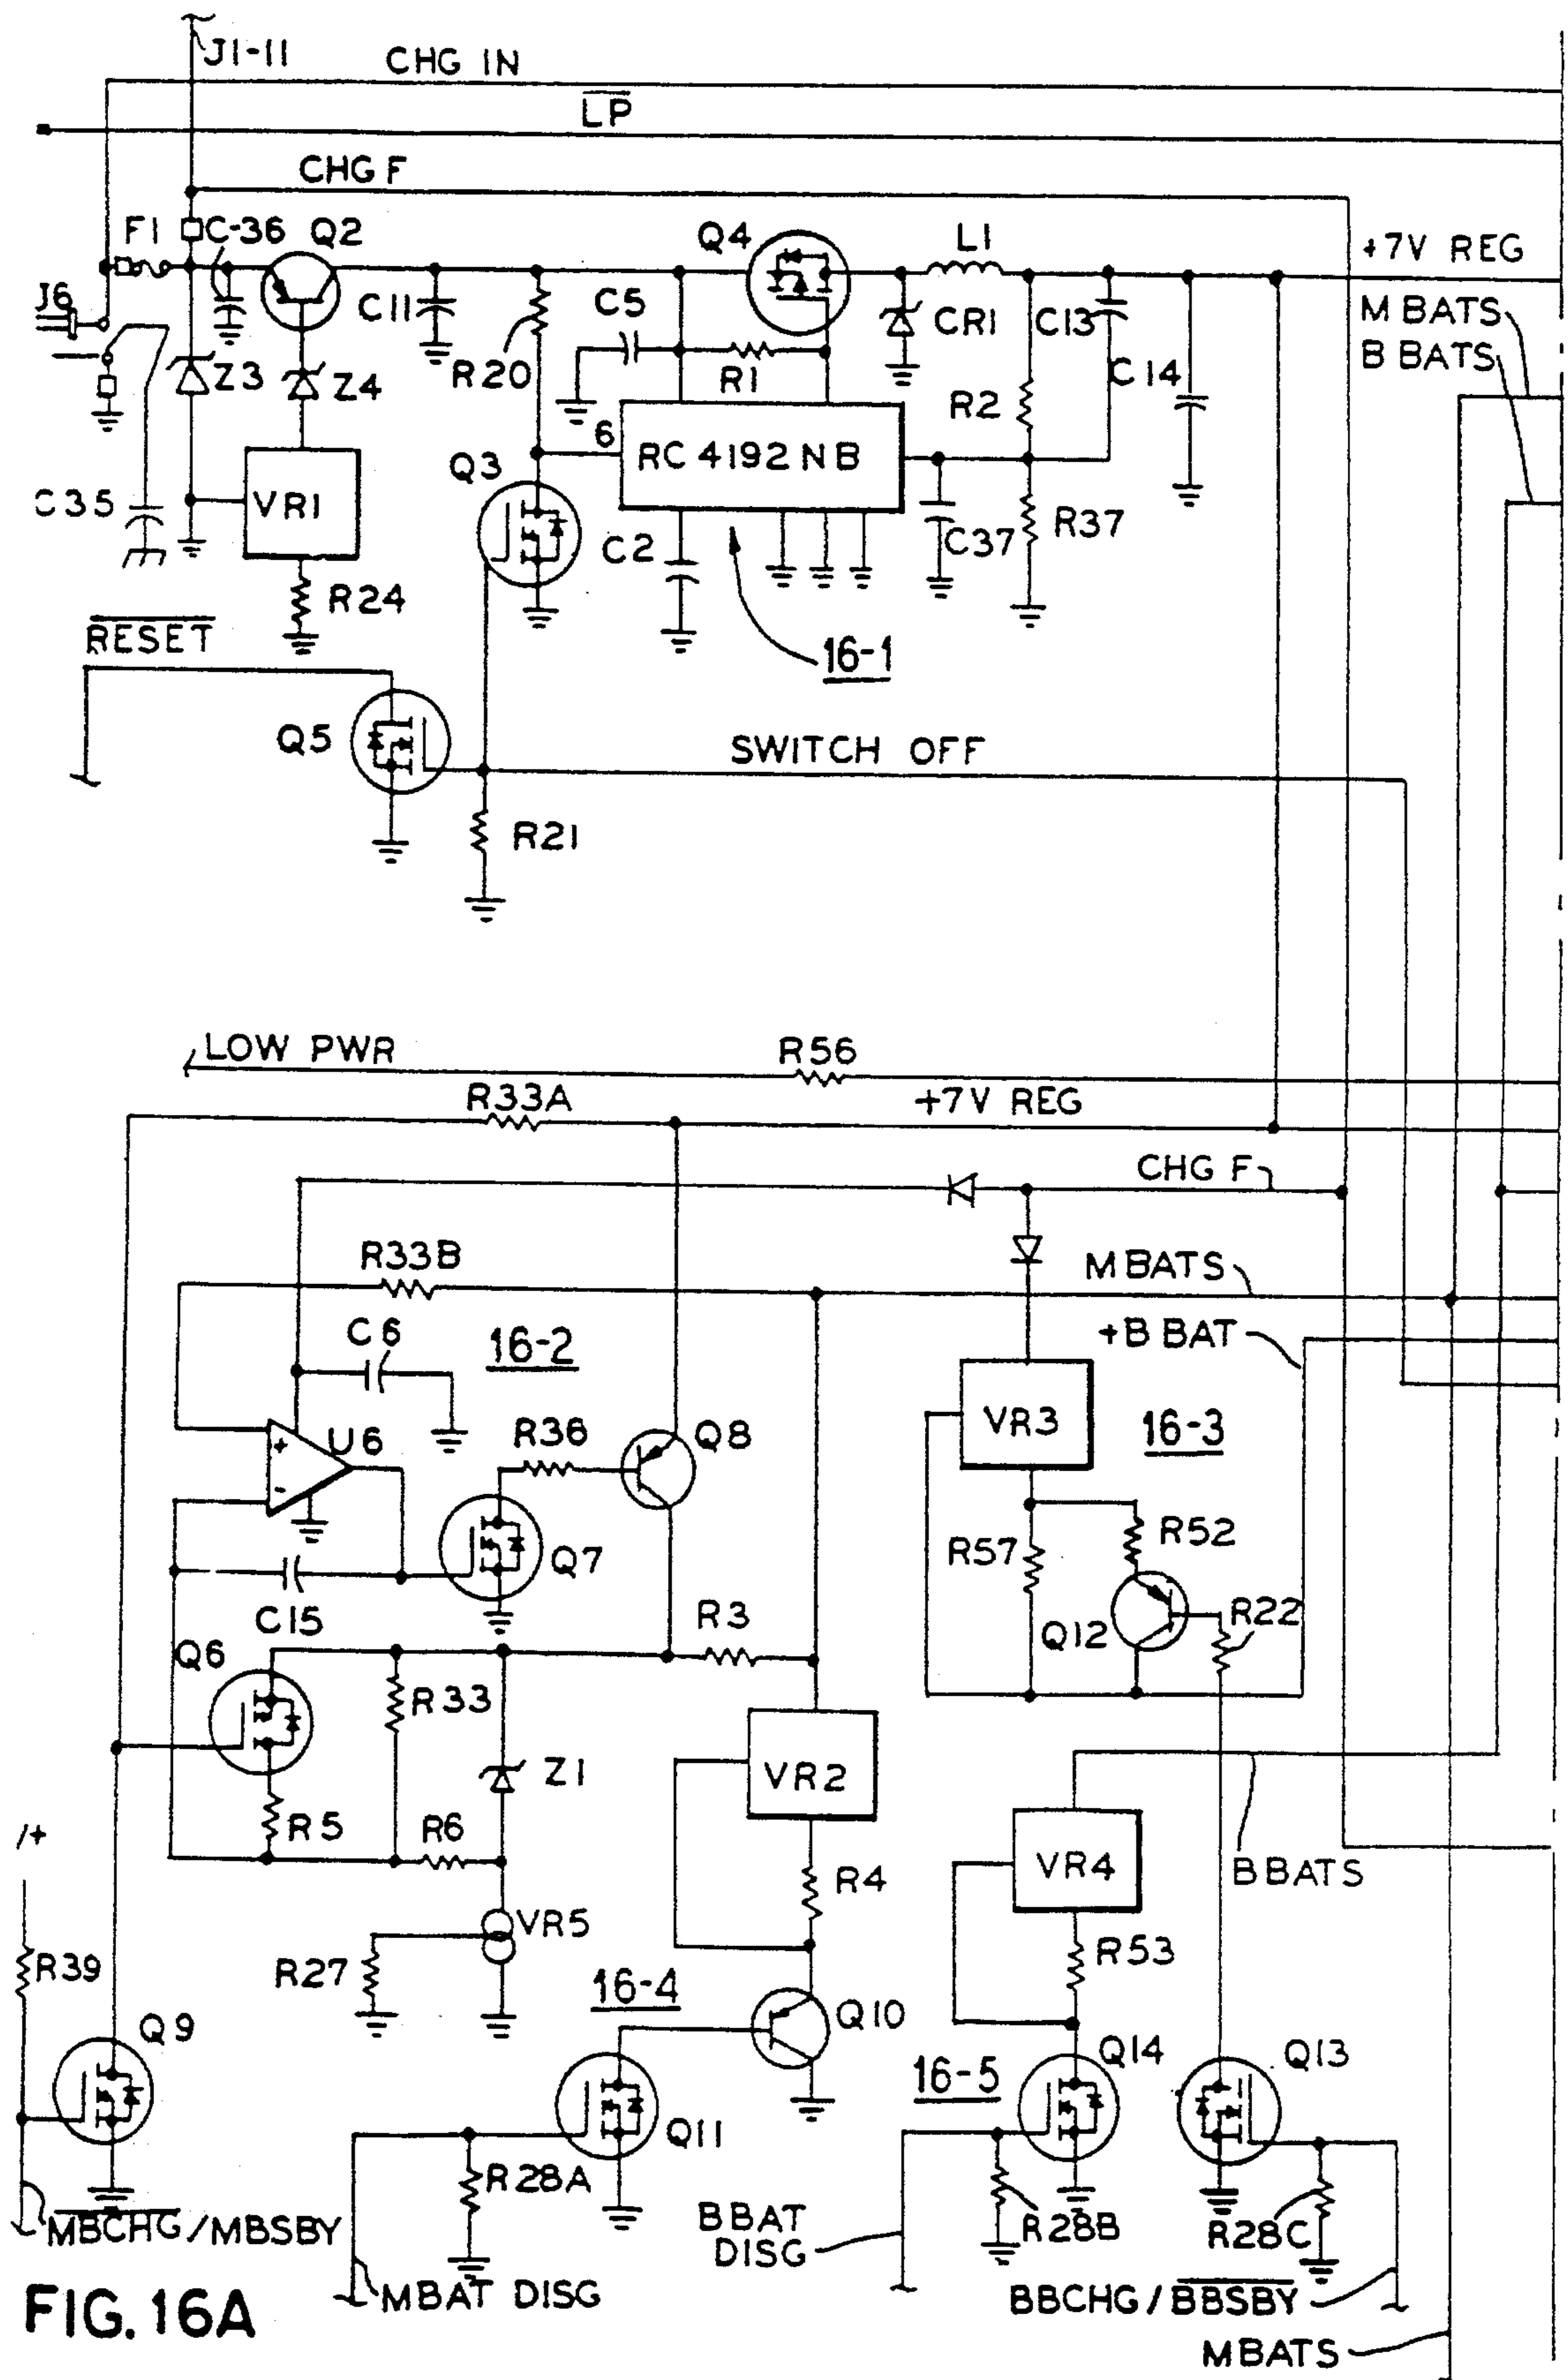 J1-11
CHG IN
LP
CHG F
F1
C-36
Q2
Q4
L1
+7V REG
J6
C11
C5
CR1
C13
M BATS
B BATS
R20
R1
C14
Z3
Z4
R2
6
RC 4192 NB
Q3
C35
VR1
C2
C37
R37
R24
RESET
16-1
Q5
SWITCH OFF
R21
LOW PWR
R56
R33A
+7V REG
CHG F
R33B
M BATS
C6
16-2
+B BAT
U6
+
-
R36
Q8
VR3
16-3
Q7
R57
R52
C15
R3
Q12
R22
Q6
R33
Z1
VR2
R5
R6
/+
R4
VR4
B BATS
VR5
R53
R39
R27
16-4
Q9
Q10
Q14
Q13
16-5
Q11
R28A
R28B
R28C
MBCHG/MBSBY
BBAT
DISG
MBAT DISG
BBCHG/BBSBY
FIG. 16A
M BATS